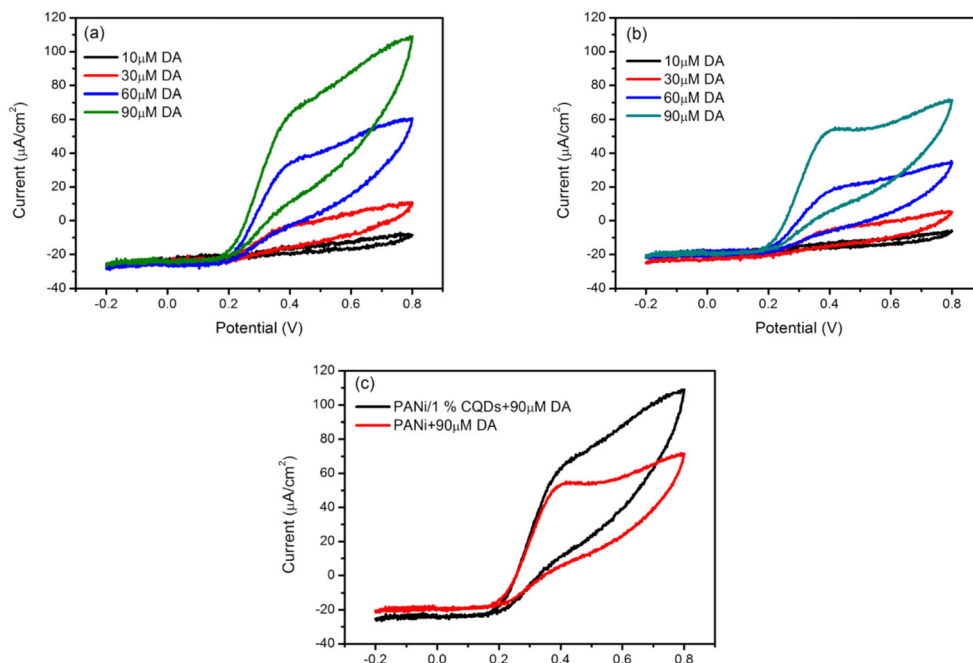 (a)
10μM DA
30μM DA
60μM DA
90μM DA
120
100
80
60
40
20
0
-20
-40
Current (μA/cm²)
-0.2 0.0 0.2 0.4 0.6 0.8
Potential (V)
(b)
10μM DA
30μM DA
60μM DA
90μM DA
120
100
80
60
40
20
0
-20
-40
Current (μA/cm²)
-0.2 0.0 0.2 0.4 0.6 0.8
Potential (V)
(c)
PANi/1 % CQDs+90μM DA
PANi+90μM DA
120
100
80
60
40
20
0
-20
-40
Current (μA/cm²)
-0.2 0.0 0.2 0.4 0.6 0.8